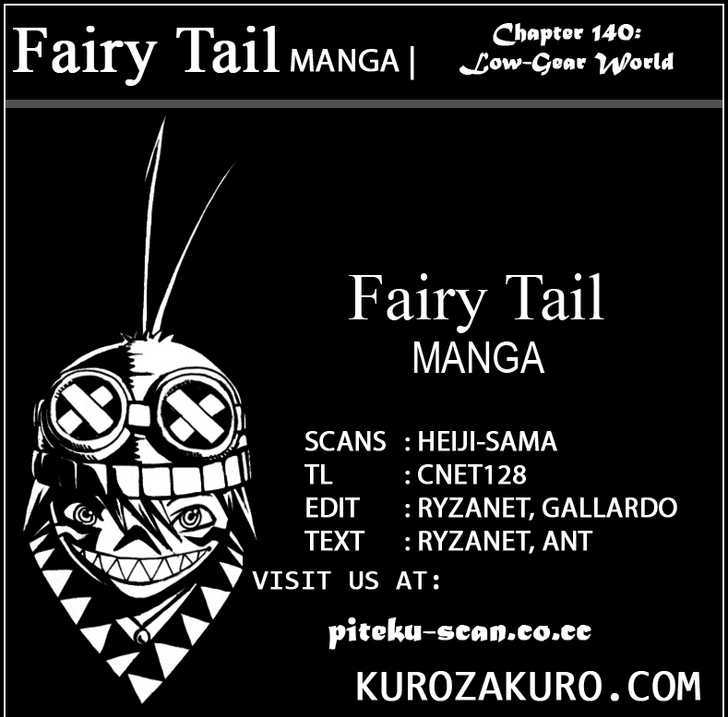 Fairy Tail MANGA |
Chapter 140:
Low-Gear World
Fairy Tail
MANGA
SCANS : HEIJI-SAMA
TL : CNET128
EDIT : RYZANET, GALLARDO
TEXT : RYZANET, ANT
VISIT US AT:
piteku-scan.co.cc
KUROZAKURO.COM